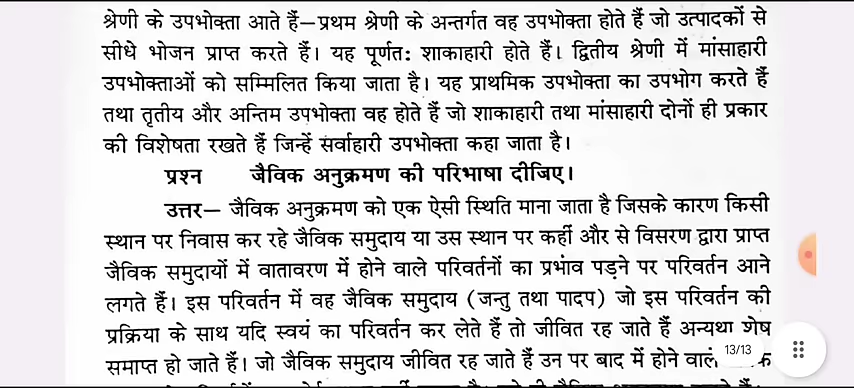 श्रेणी के उपभोक्ता आते हैं—प्रथम श्रेणी के अन्तर्गत वह उपभोक्ता होते हैं जो उत्पादकों से
सीधे भोजन प्राप्त करते हैं। यह पूर्णत: शाकाहारी होते हैं। द्वितीय श्रेणी में मांसाहारी
उपभोक्ताओं को सम्मिलित किया जाता है। यह प्राथमिक उपभोक्ता का उपभोग करते हैं
तथा तृतीय और अन्तिम उपभोक्ता वह होते हैं जो शाकाहारी तथा मांसाहारी दोनों ही प्रकार
की विशेषता रखते हैं जिन्हें सर्वाहारी उपभोक्ता कहा जाता है।
प्रश्न जैविक अनुक्रमण की परिभाषा दीजिए।
उत्तर— जैविक अनुक्रमण को एक ऐसी स्थिति माना जाता है जिसके कारण किसी
स्थान पर निवास कर रहे जैविक समुदाय या उस स्थान पर कहीं और से विसरण द्वारा प्राप्त
जैविक समुदायों में वातावरण में होने वाले परिवर्तनों का प्रभाव पड़ने पर परिवर्तन आने
लगते हैं। इस परिवर्तन में वह जैविक समुदाय (जन्तु तथा पादप) जो इस परिवर्तन की
प्रक्रिया के साथ यदि स्वयं का परिवर्तन कर लेते हैं तो जीवित रह जाते हैं अन्यथा शेष
समाप्त हो जाते हैं। जो जैविक समुदाय जीवित रह जाते हैं उन पर बाद में होने वाले
13/13